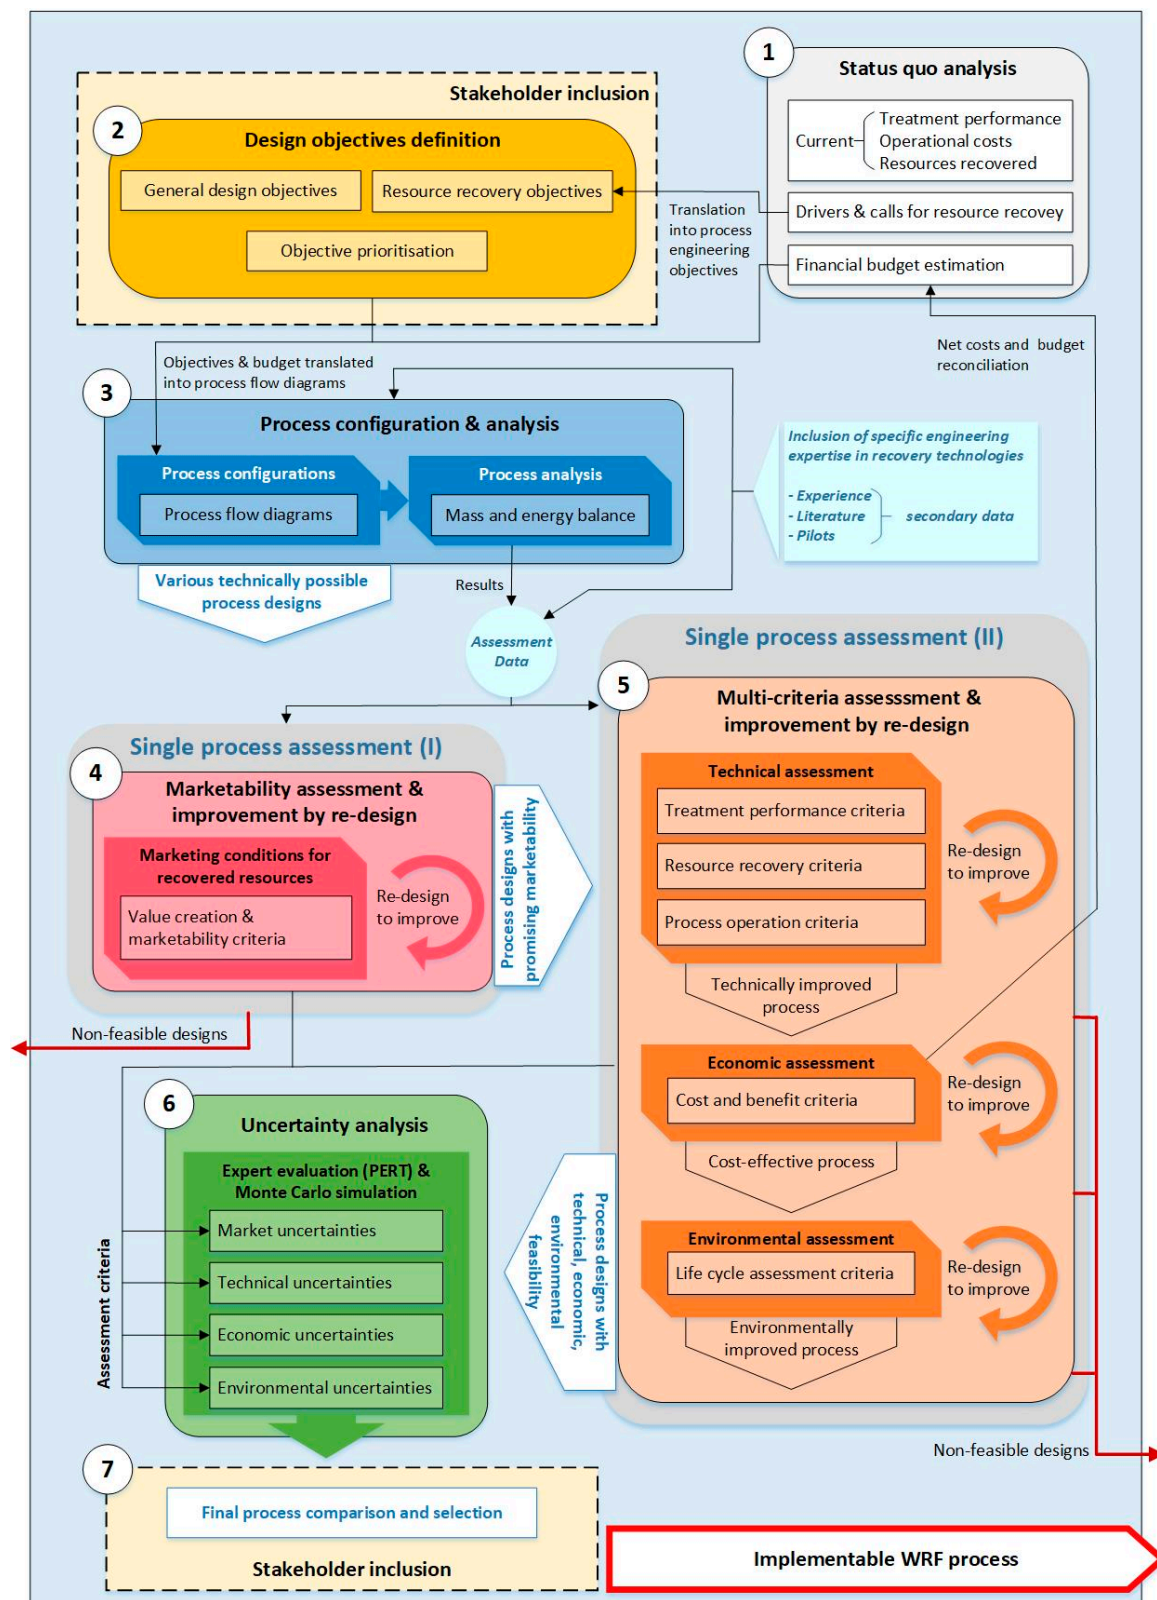 1
Status quo analysis
Current
Treatment performance
Operational costs
Resources recovered
Drivers & calls for resource recovey
Financial budget estimation
Stakeholder inclusion
2
Design objectives definition
General design objectives
Resource recovery objectives
Objective prioritisation
Translation
into process
engineering
objectives
Net costs and budget
reconciliation
Objectives & budget translated
into process flow diagrams
3
Process configuration & analysis
Process configurations
Process flow diagrams
Process analysis
Mass and energy balance
Inclusion of specific engineering
expertise in recovery technologies
- Experience
- Literature
- Pilots
secondary data
Various technically possible
process designs
Results
Assessment
Data
Single process assessment (I)
4
Marketability assessment &
improvement by re-design
Marketing conditions for
recovered resources
Value creation &
marketability criteria
Re-design
to improve
Process designs with
promising marketability
Non-feasible designs
Single process assessment (II)
5
Multi-criteria assesssment &
improvement by re-design
Technical assessment
Treatment performance criteria
Resource recovery criteria
Process operation criteria
Re-design
to improve
Technically improved
process
Economic assessment
Cost and benefit criteria
Re-design
to improve
Cost-effective process
Environmental assessment
Life cycle assessment criteria
Re-design
to improve
Environmentally
improved process
Non-feasible designs
Process designs with
technical, economic,
environmental
feasibility
6
Uncertainty analysis
Expert evaluation (PERT) &
Monte Carlo simulation
Market uncertainties
Technical uncertainties
Economic uncertainties
Environmental uncertainties
Assessment criteria
7
Final process comparison and selection
Stakeholder inclusion
Implementable WRF process